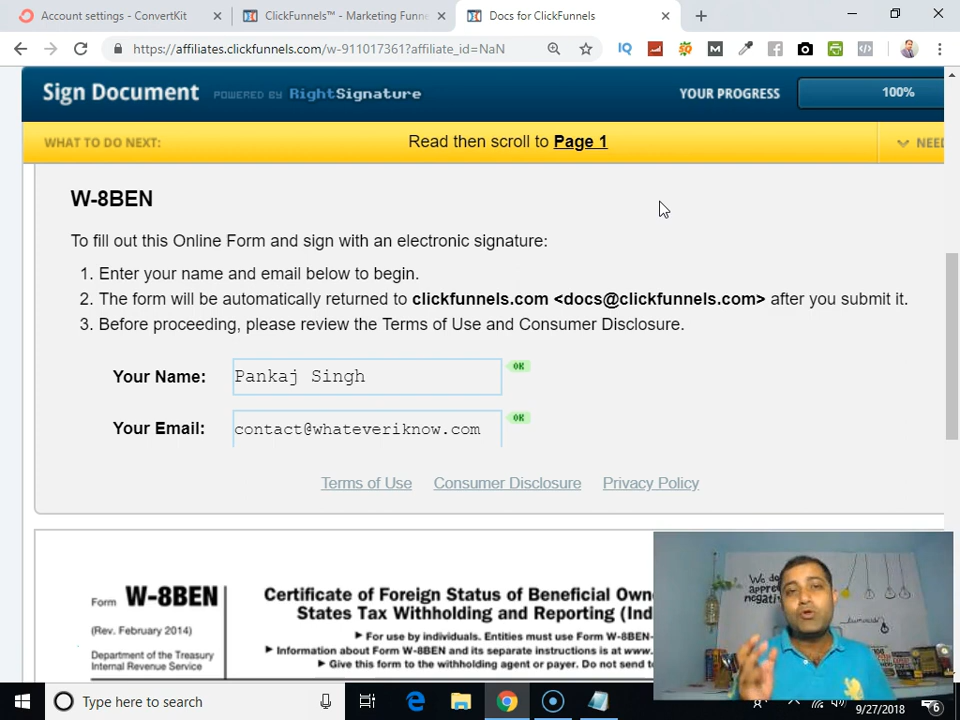 Account settings - ConvertKit
ClickFunnels™ - Marketing Funne
Docs for ClickFunnels
https://affiliates.clickfunnels.com/w-911017361?affiliate_id=NaN
IQ
M
Sign Document POWERED BY RightSignature
YOUR PROGRESS 100%
WHAT TO DO NEXT: Read then scroll to Page 1 NEED
W-8BEN
To fill out this Online Form and sign with an electronic signature:
1. Enter your name and email below to begin.
2. The form will be automatically returned to clickfunnels.com <docs@clickfunnels.com> after you submit it.
3. Before proceeding, please review the Terms of Use and Consumer Disclosure.
Your Name: Pankaj Singh OK
Your Email: contact@whateveriknow.com OK
Terms of Use Consumer Disclosure Privacy Policy
Form W-8BEN
(Rev. February 2014)
Department of the Treasury
Internal Revenue Service
Certificate of Foreign Status of Beneficial Owne
States Tax Withholding and Reporting (Ind
▶ For use by individuals. Entities must use Form W-8BEN-
▶ Information about Form W-8BEN and its separate instructions is at www.
▶ Give this form to the withholding agent or payer. Do not send to
We do
appre
negati
Type here to search
9/27/2018
6